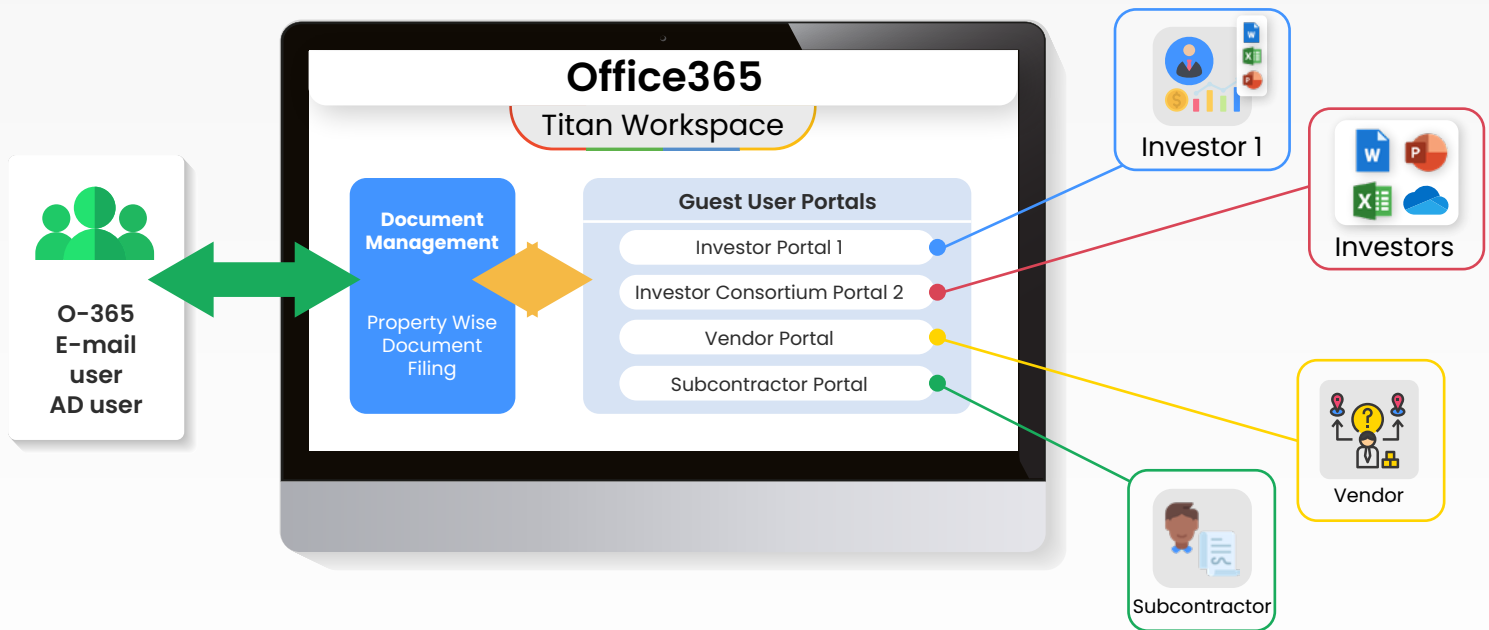 Office365
Titan Workspace
O-365
E-mail
user
AD user
Document
Management
Property Wise
Document
Filing
Guest User Portals
Investor Portal 1
Investor Consortium Portal 2
Vendor Portal
Subcontractor Portal
W
X
P
$
Investor 1
W
P
X
Investors
?
Vendor
Subcontractor